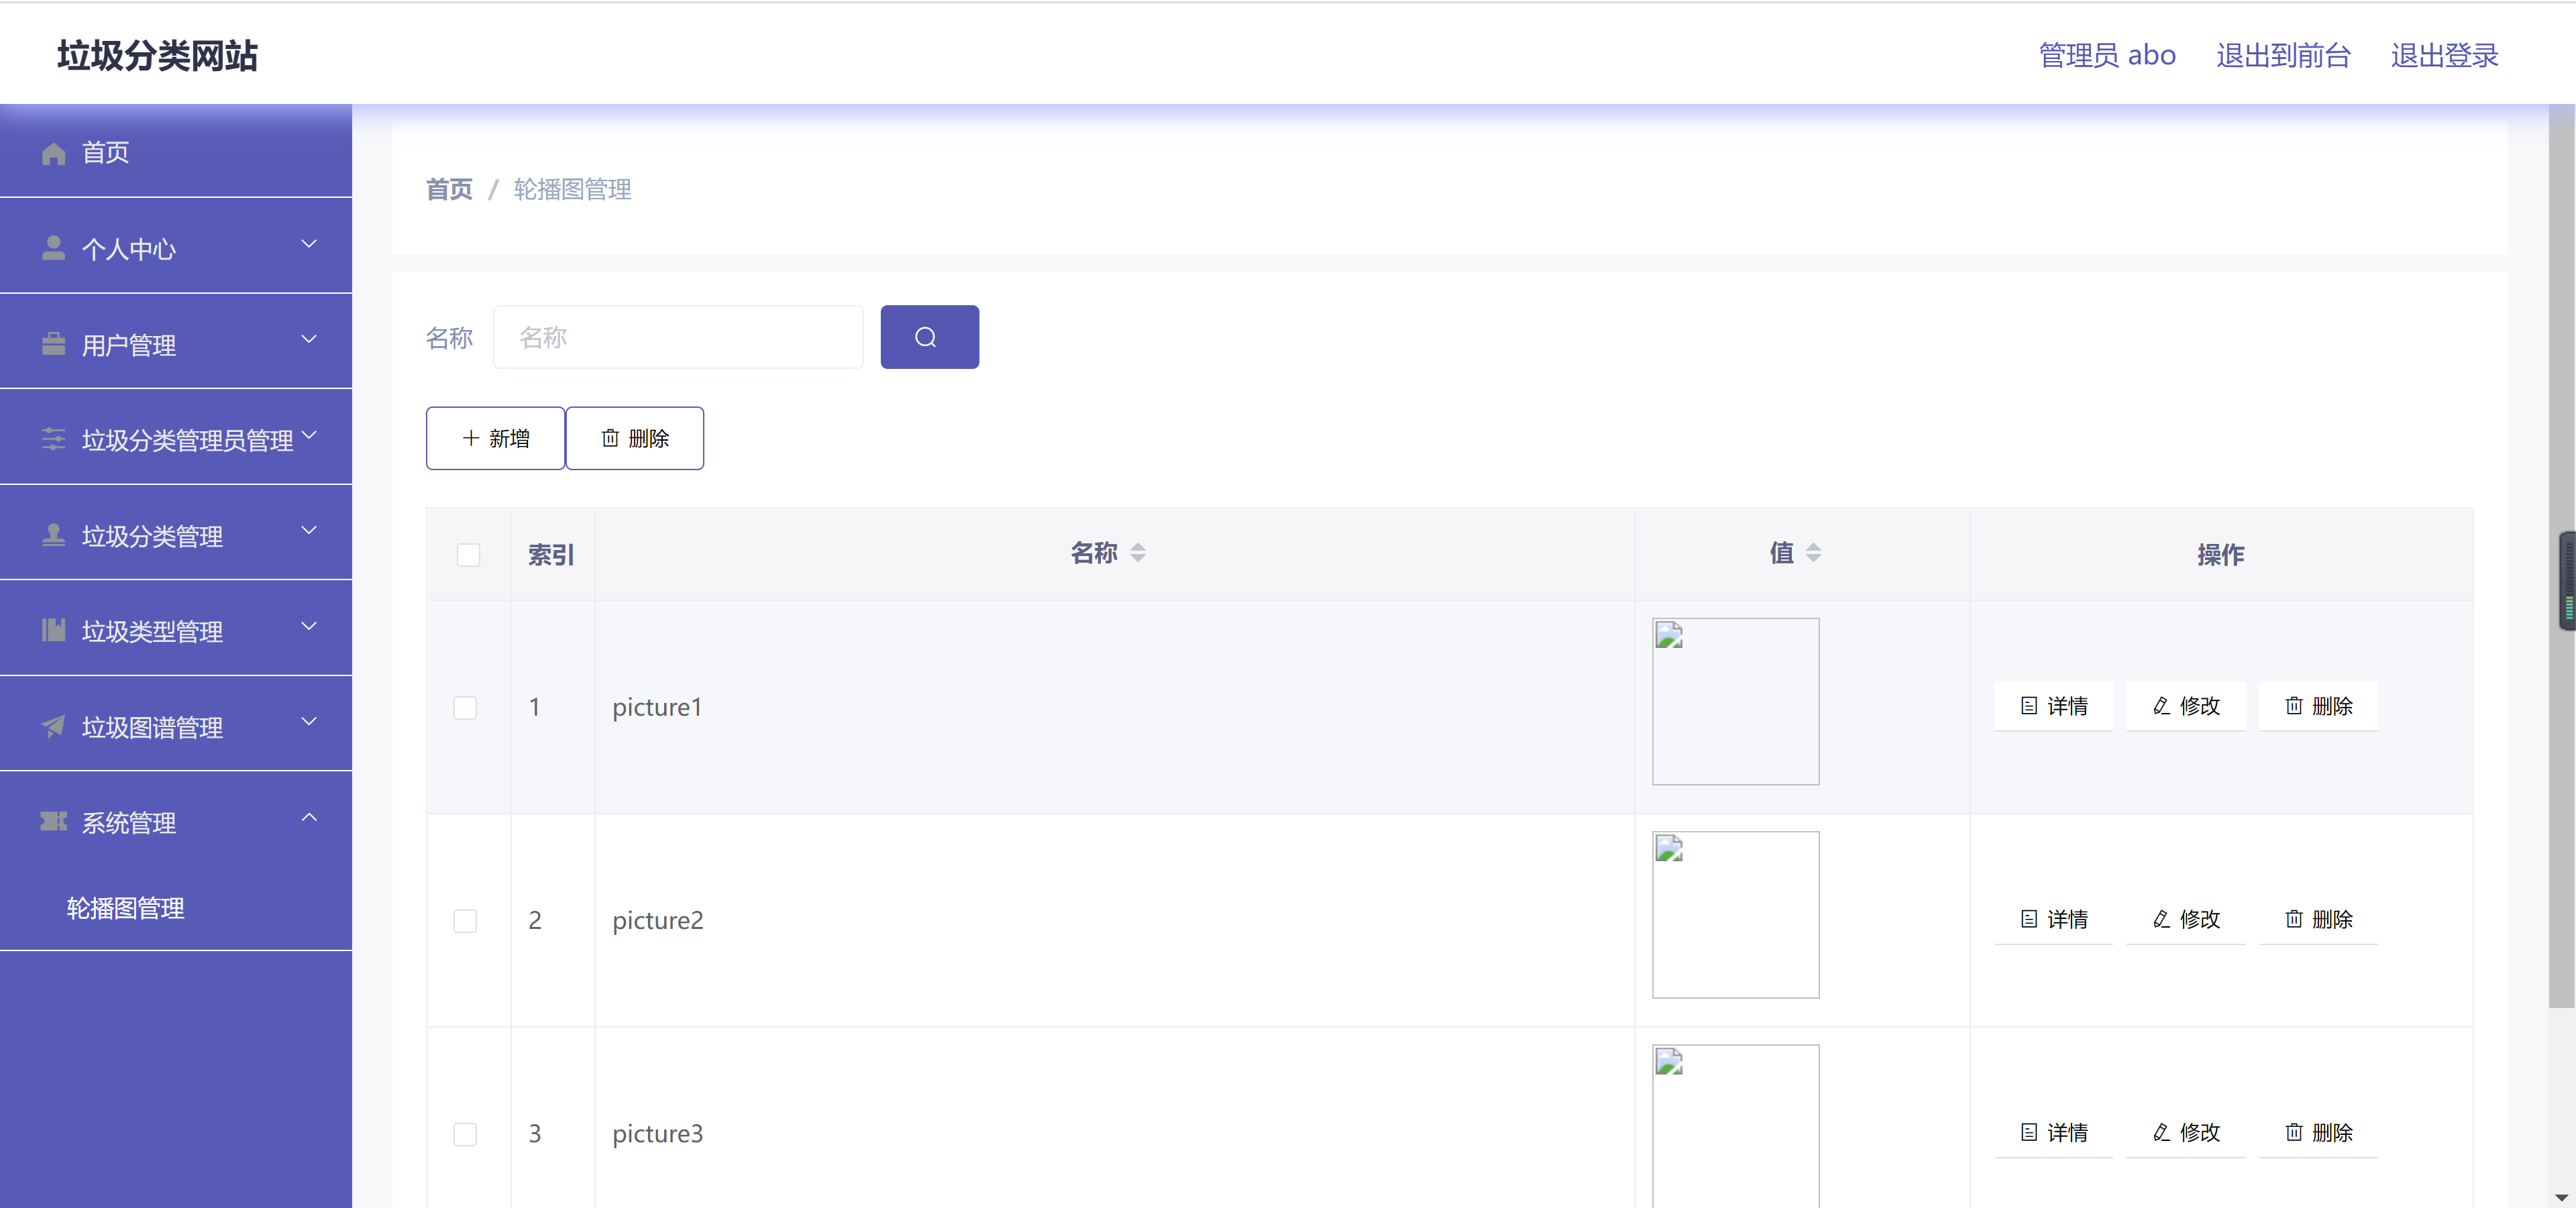 垃圾分类网站
管理员 abo 退出到前台 退出登录
首页
个人中心
用户管理
垃圾分类管理员管理
垃圾分类管理
垃圾类型管理
垃圾图谱管理
系统管理
轮播图管理
首页 / 轮播图管理
名称 名称
新增 删除
索引 名称 值 操作
1 picture1 详情 修改 删除
2 picture2 详情 修改 删除
3 picture3 详情 修改 删除